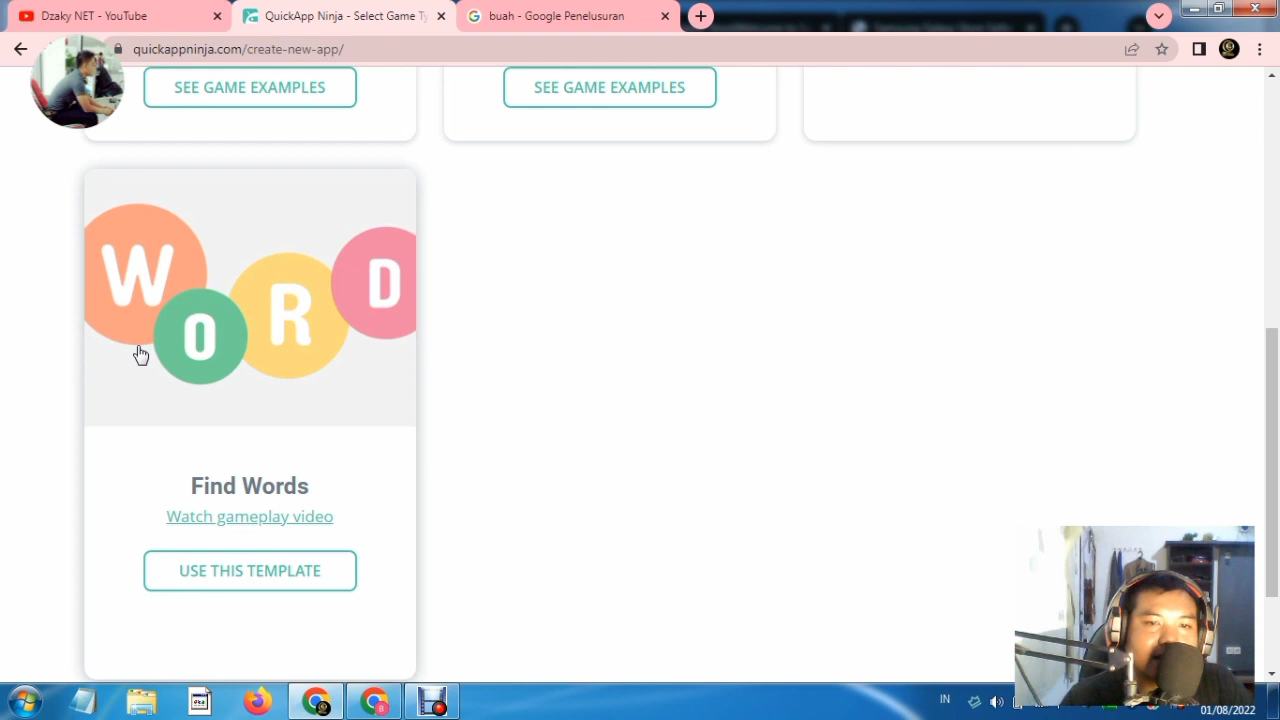 Dzaky NET - YouTube
QuickApp Ninja - Select Game Ty
buah - Google Penelusuran
quickappninja.com/create-new-app/
SEE GAME EXAMPLES
SEE GAME EXAMPLES
W
O
R
D
Find Words
Watch gameplay video
USE THIS TEMPLATE
IN
01/08/2022